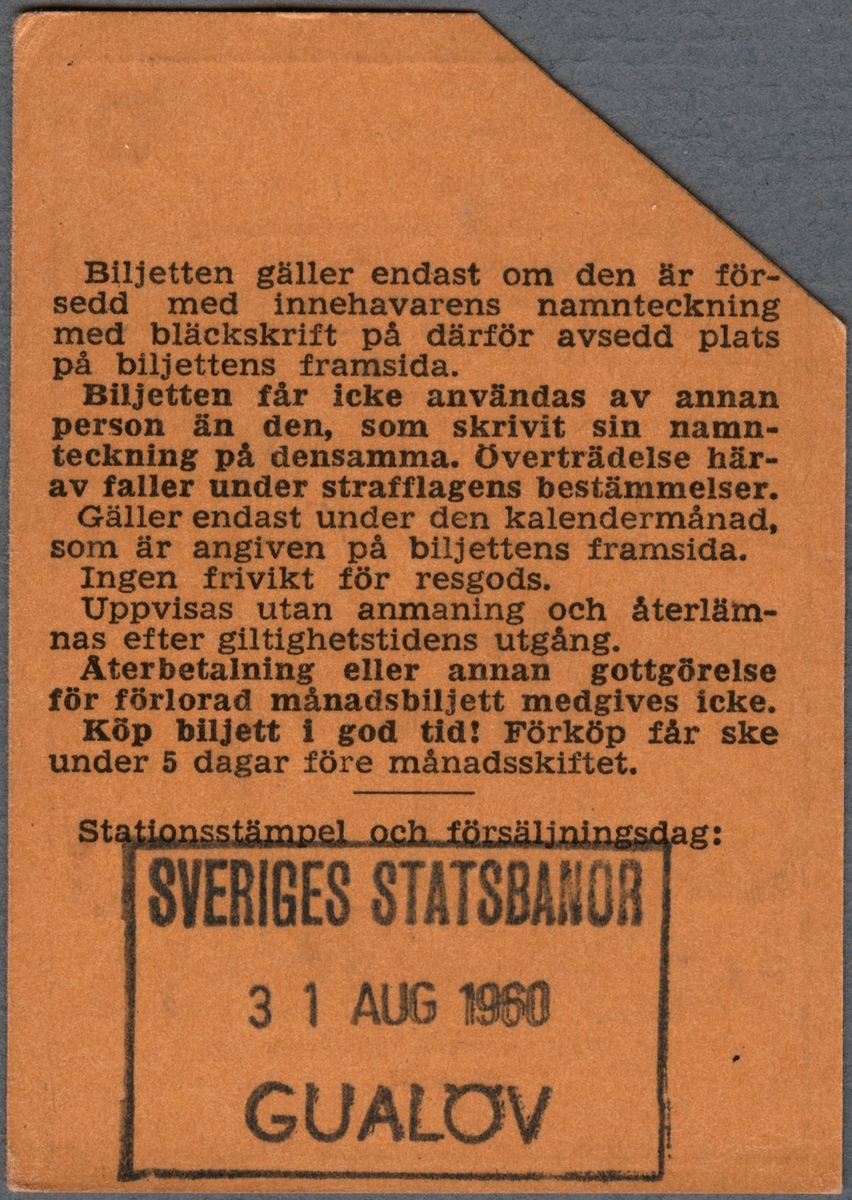 Biljetten gäller endast om den är för-
sedd med innehavarens namnteckning
med bläckskrift på därför avsedd plats
på biljettens framsida.
Biljetten får icke användas av annan
person än den, som skrivit sin namn-
teckning på densamma. Överträdelse här-
av faller under strafflagens bestämmelser.
Gäller endast under den kalendermånad,
som är angiven på biljettens framsida.
Ingen frivikt för resgods.
Uppvisas utan anmaning och återläm-
nas efter giltighetstidens utgång.
Återbetalning eller annan gottgörelse
för förlorad månadsbiljett medgives icke.
Köp biljett i god tid! Förköp får ske
under 5 dagar före månadsskiftet.
Stationsstämpel och försäljningsdag:
SVERIGES STATSBANOR
31 AUG 1960
GUALÖV